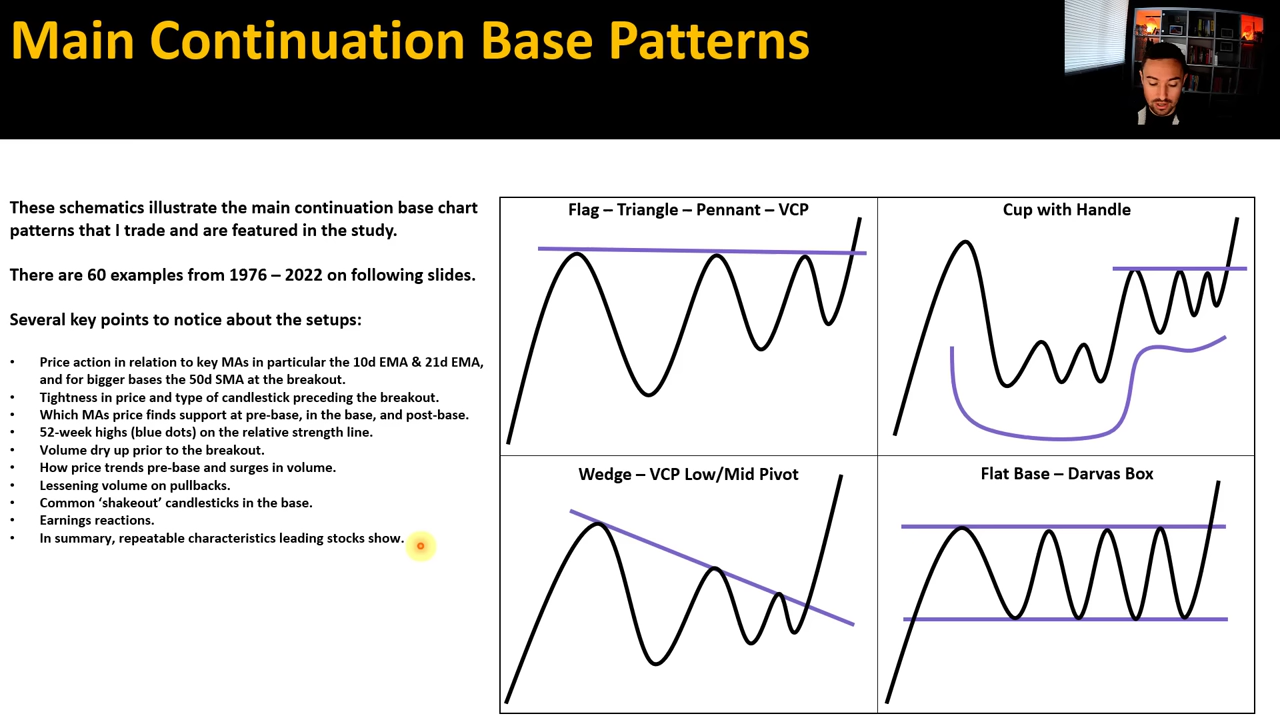 Main Continuation Base Patterns
These schematics illustrate the main continuation base chart
patterns that I trade and are featured in the study.
There are 60 examples from 1976 – 2022 on following slides.
Several key points to notice about the setups:
• Price action in relation to key MAs in particular the 10d EMA & 21d EMA,
and for bigger bases the 50d SMA at the breakout.
• Tightness in price and type of candlestick preceding the breakout.
• Which MAs price finds support at pre-base, in the base, and post-base.
• 52-week highs (blue dots) on the relative strength line.
• Volume dry up prior to the breakout.
• How price trends pre-base and surges in volume.
• Lessening volume on pullbacks.
• Common ‘shakeout’ candlesticks in the base.
• Earnings reactions.
• In summary, repeatable characteristics leading stocks show.
Flag – Triangle – Pennant – VCP
Cup with Handle
Wedge – VCP Low/Mid Pivot
Flat Base – Darvas Box